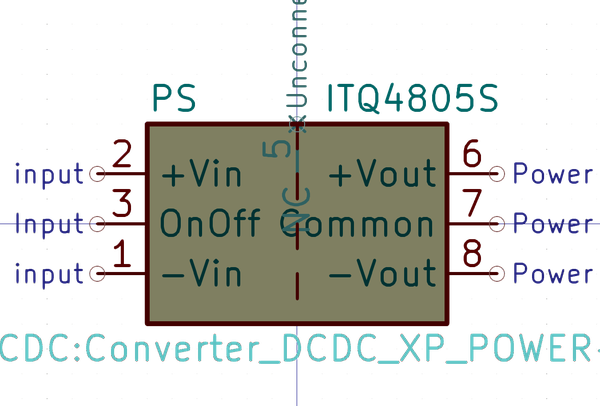 Unconne
PS ITQ4805S
5
NC
input 2 +Vin +Vout 6 Power
Input 3 OnOff Common 7 Power
input 1 -Vin -Vout 8 Power
CDC:Converter_DCDC_XP_POWER-